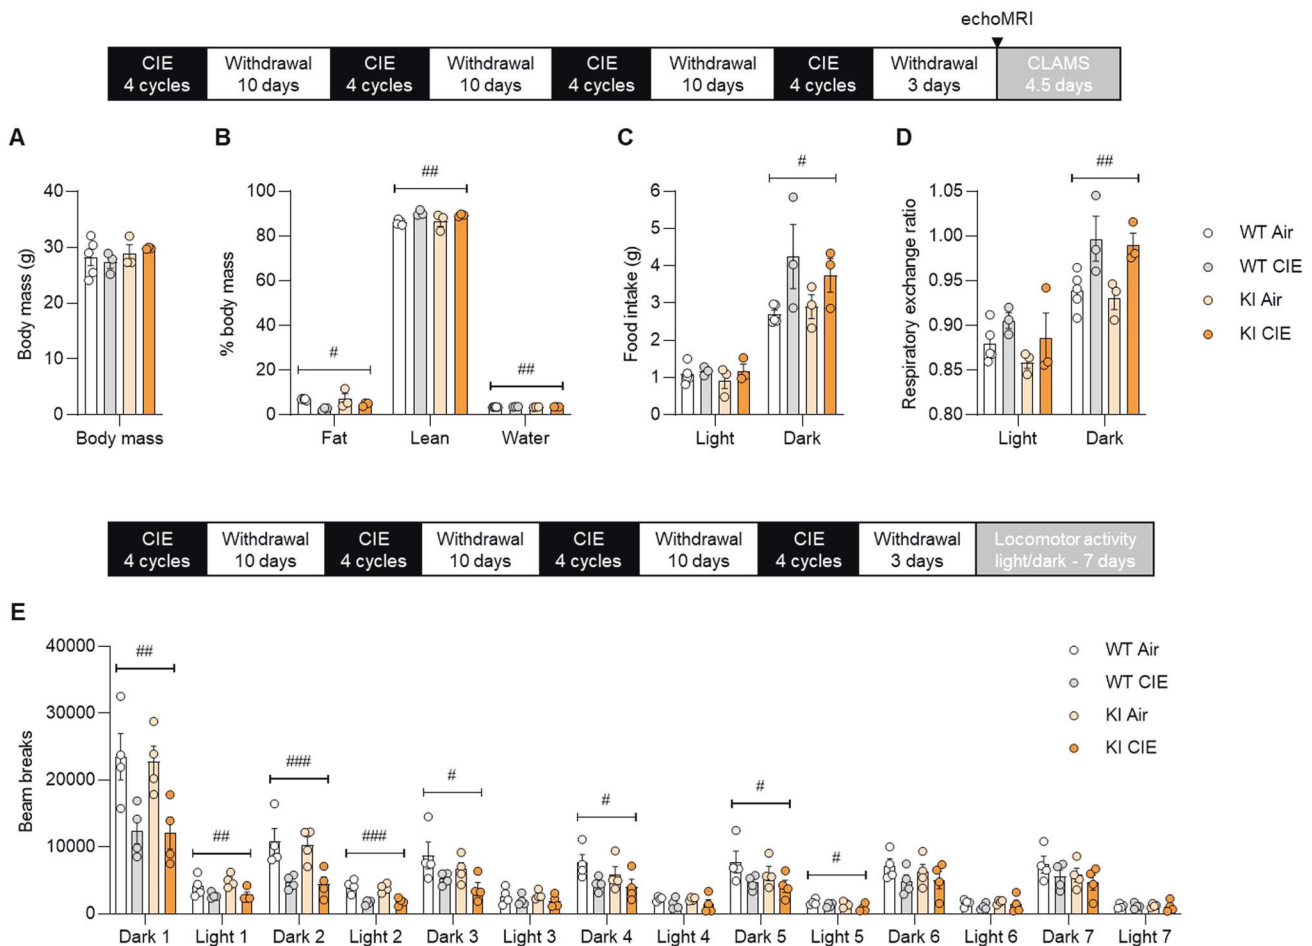 echoMRI
CIE Withdrawal CIE Withdrawal CIE Withdrawal CIE Withdrawal CLAMS
4 cycles 10 days 4 cycles 10 days 4 cycles 10 days 4 cycles 3 days 4.5 days
A
Body mass (g)
40
30
20
10
0
Body mass
B
% body mass
100
80
60
40
20
0
#
##
##
Fat Lean Water
C
Food intake (g)
6
5
4
3
2
1
0
#
Light Dark
D
Respiratory exchange ratio
1.05
1.00
0.95
0.90
0.85
0.80
##
Light Dark
WT Air
WT CIE
KI Air
KI CIE
CIE Withdrawal CIE Withdrawal CIE Withdrawal CIE Withdrawal Locomotor activity
4 cycles 10 days 4 cycles 10 days 4 cycles 10 days 4 cycles 3 days light/dark - 7 days
E
Beam breaks
40000
30000
20000
10000
0
##
##
###
###
#
#
#
#
WT Air
WT CIE
KI Air
KI CIE
Dark 1 Light 1 Dark 2 Light 2 Dark 3 Light 3 Dark 4 Light 4 Dark 5 Light 5 Dark 6 Light 6 Dark 7 Light 7